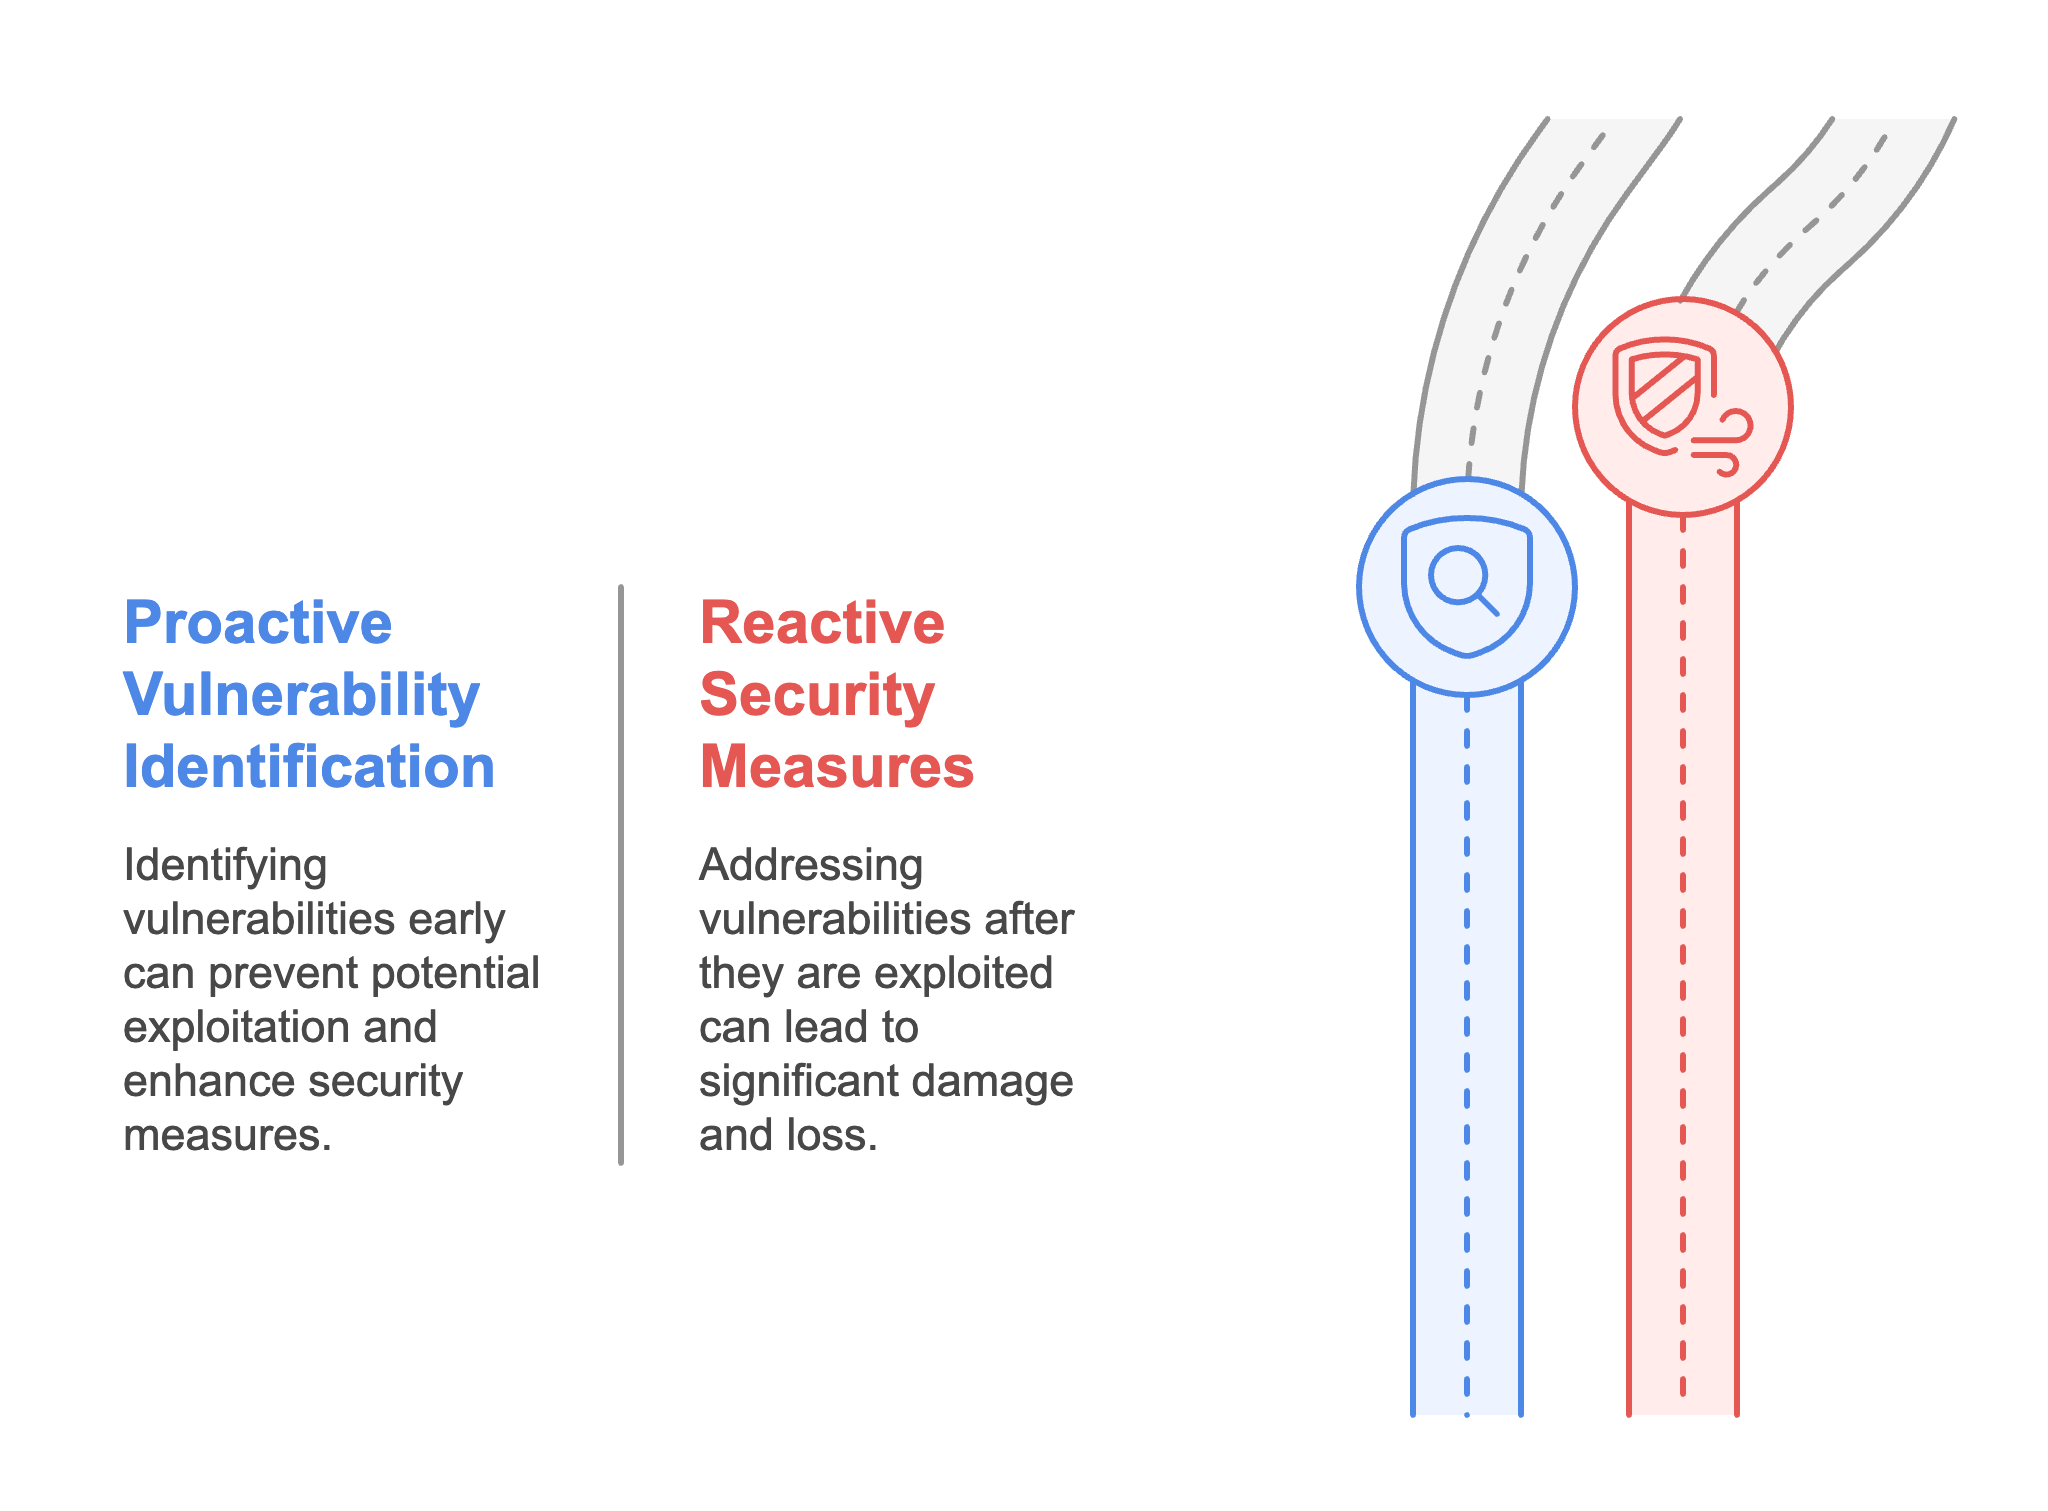 Proactive
Vulnerability
Identification
Identifying
vulnerabilities early
can prevent potential
exploitation and
enhance security
measures.
Reactive
Security
Measures
Addressing
vulnerabilities after
they are exploited
can lead to
significant damage
and loss.